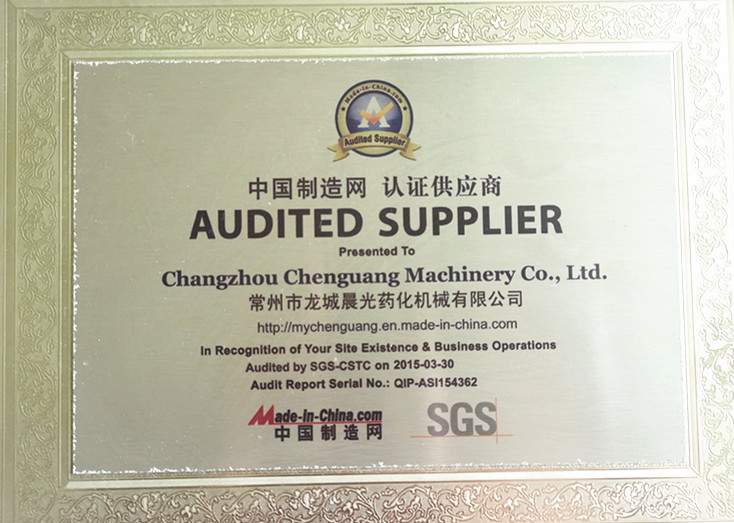 Made-in-China.com
A
Audited Supplier
中国制造网 认证供应商
AUDITED SUPPLIER
Presented To
Changzhou Chenguang Machinery Co., Ltd.
常州市龙城晨光药化机械有限公司
http://mychenguang.en.made-in-china.com
In Recognition of Your Site Existence & Business Operations
Audited by SGS-CSTC on 2015-03-30
Audit Report Serial No.: QIP-ASI154362
Made-in-China.com
中国制造网
SGS